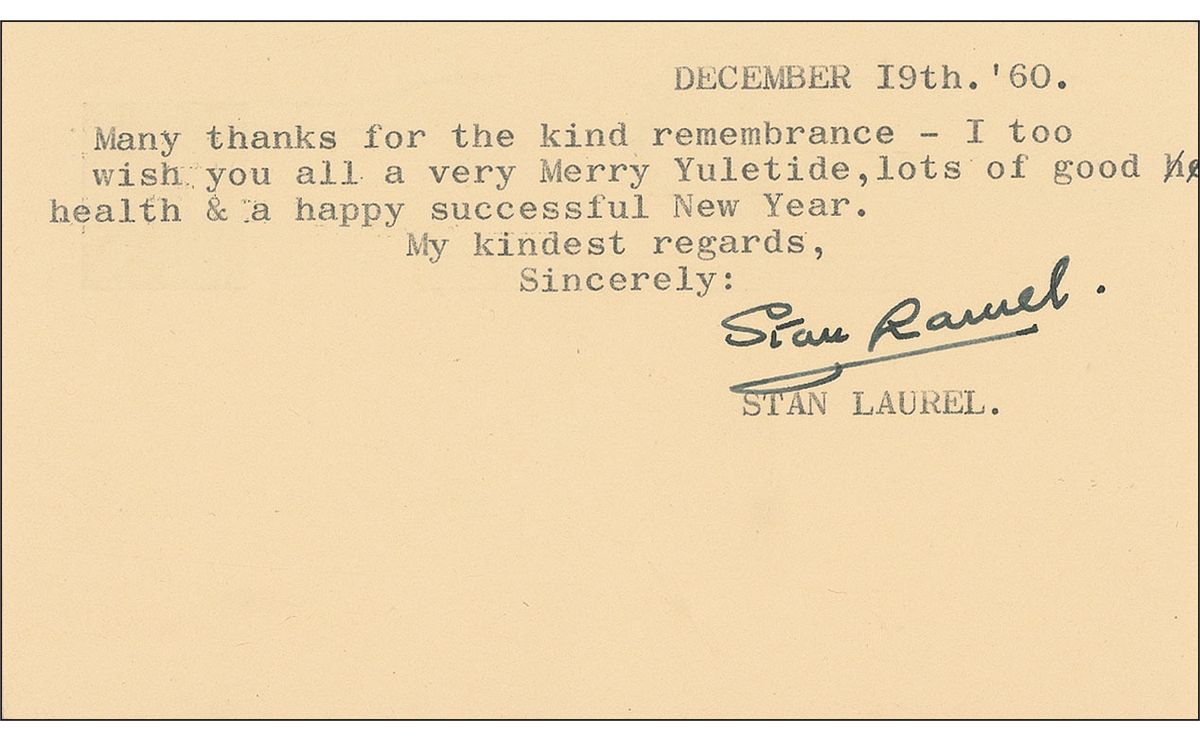 DECEMBER I9th.'60.
Many thanks for the kind remembrance - I too
wish you all a very Merry Yuletide,lots of good he
health & a happy successful New Year.
My kindest regards,
Sincerely:
Stan Laurel.
STAN LAUREL.